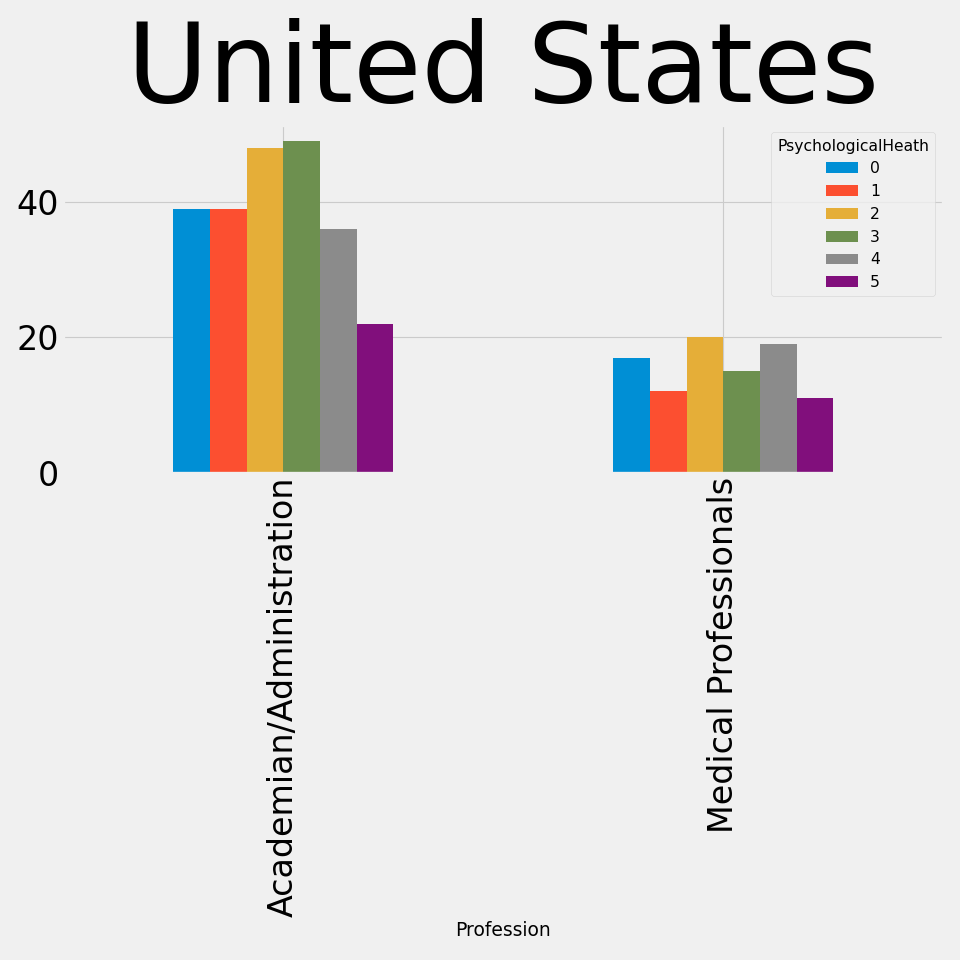 United States
PsychologicalHeath
0
1
2
3
4
5
40
20
0
Academian/Administration
Medical Professionals
Profession